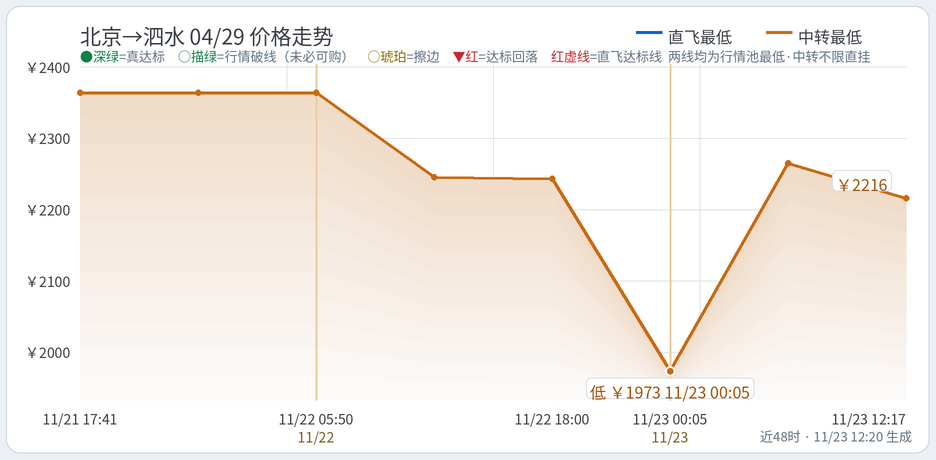 北京→泗水 04/29 价格走势
直飞最低 中转最低
●深绿=真达标 ○描绿=行情破线（未必可购） ○琥珀=擦边 ▼红=达标回落 红虚线=直飞达标线 两线均为行情池最低·中转不限直挂
￥2400
￥2300
￥2200
￥2100
￥2000
￥2216
低 ￥1973 11/23 00:05
11/21 17:41 11/22 05:50 11/22 18:00 11/23 00:05 11/23 12:17
11/22 11/23
近48时 · 11/23 12:20 生成